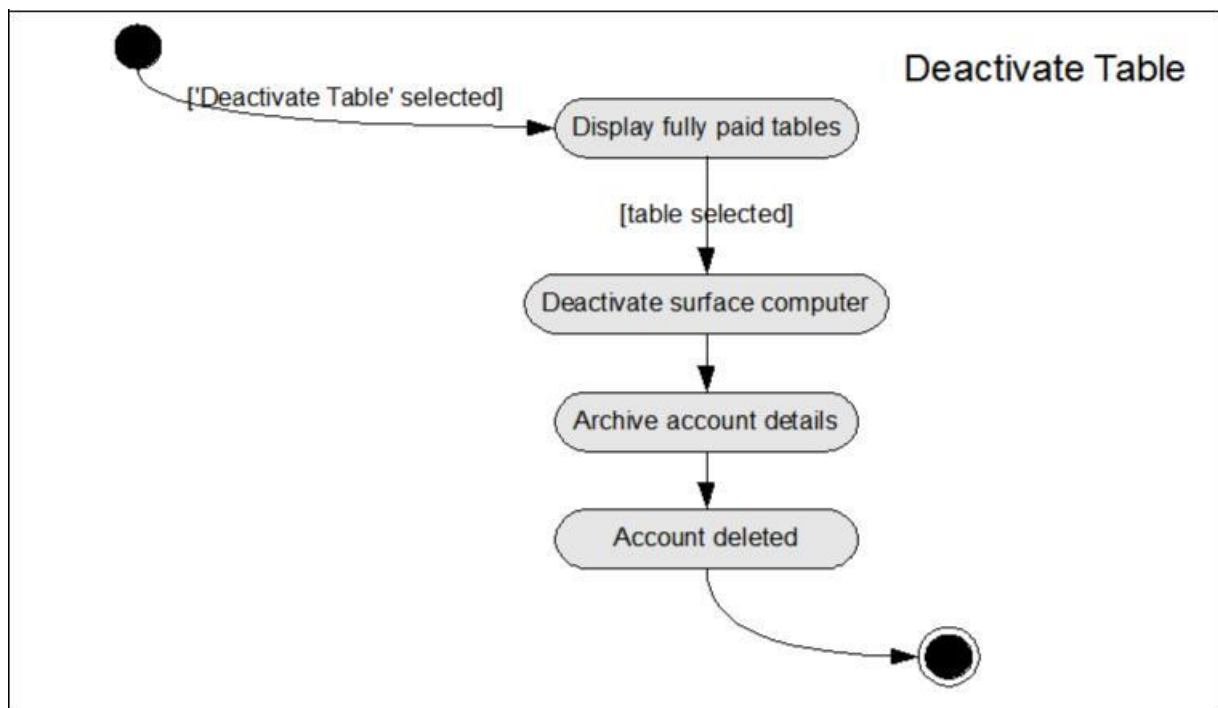 Deactivate Table
['Deactivate Table' selected]
Display fully paid tables
[table selected]
Deactivate surface computer
Archive account details
Account deleted